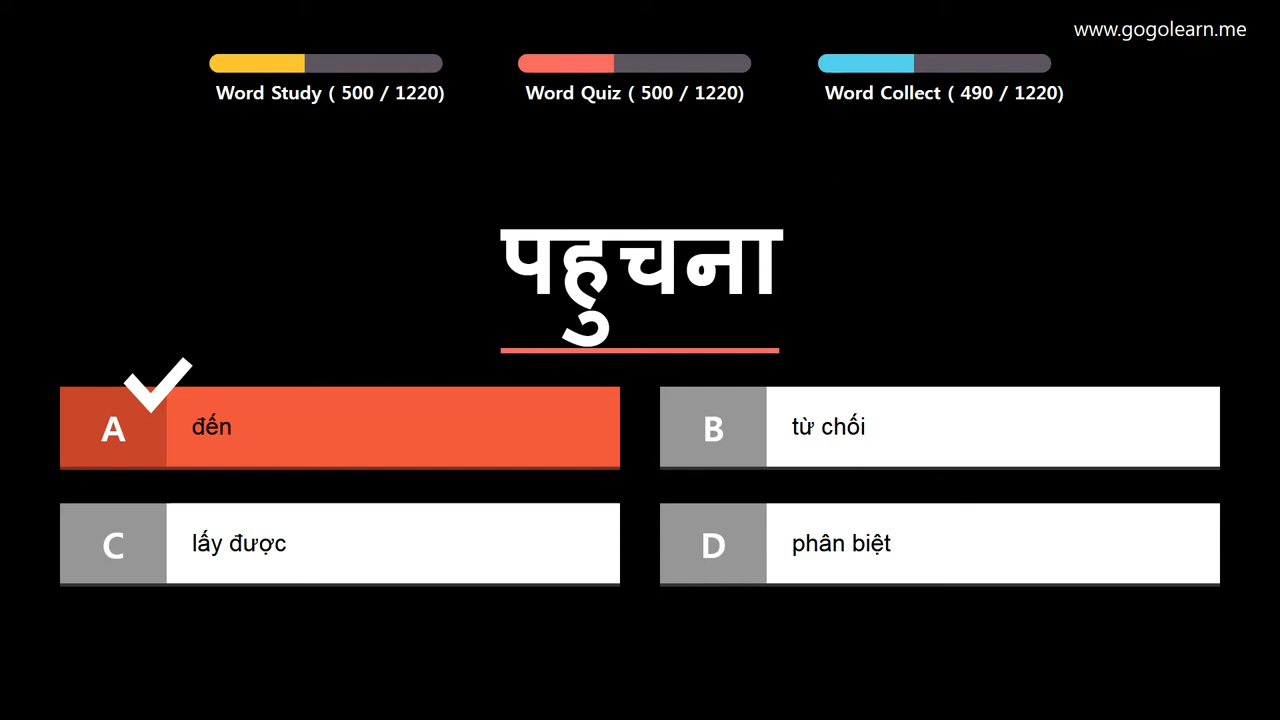 www.gogolearn.me
Word Study ( 500 / 1220)
Word Quiz ( 500 / 1220)
Word Collect ( 490 / 1220)
पहुचना
A đến
B từ chối
C lấy được
D phân biệt